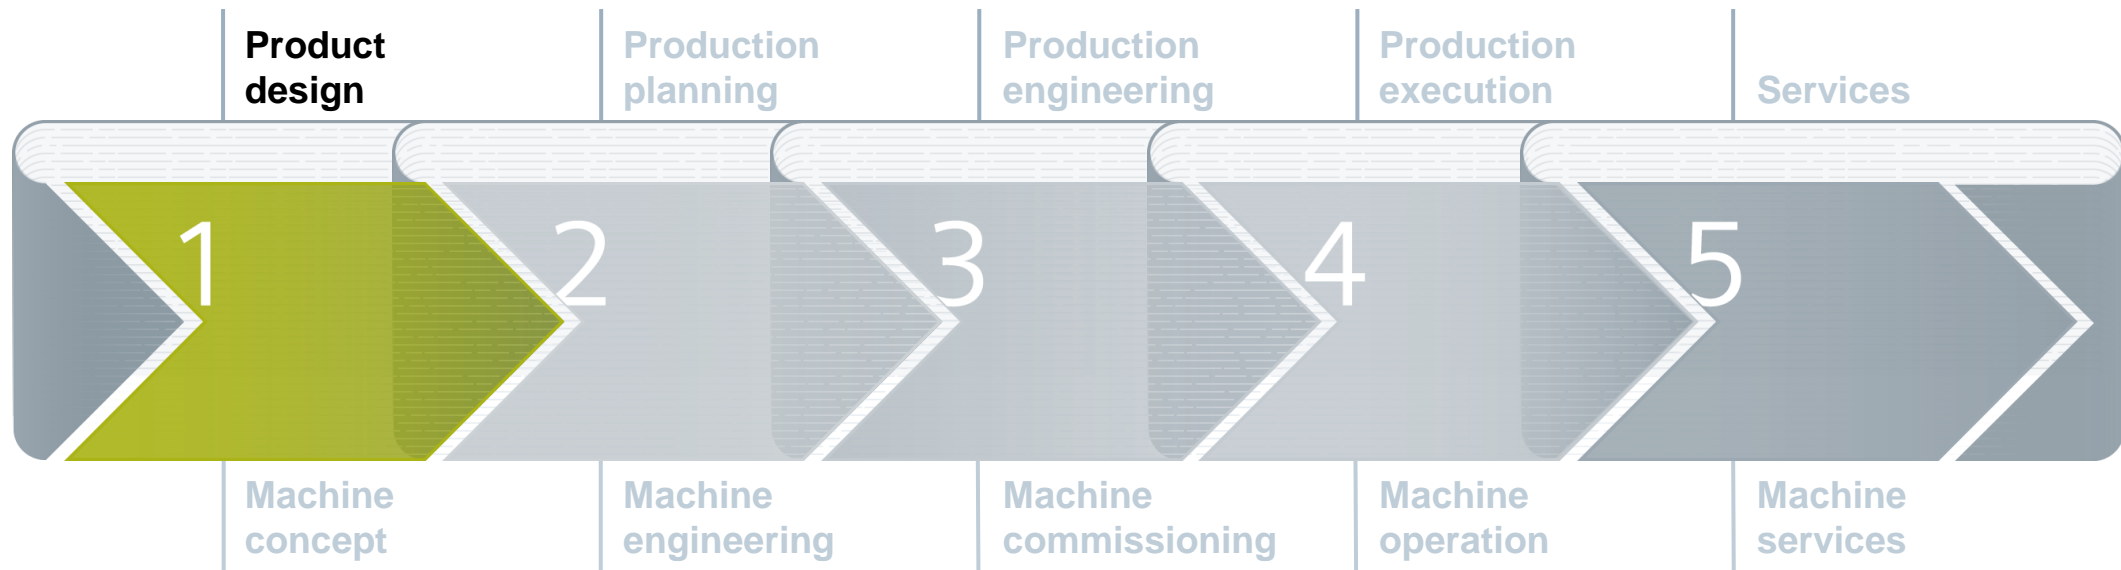 Product
design
Production
planning
Production
engineering
Production
execution
Services
1
2
3
4
5
Machine
concept
Machine
engineering
Machine
commissioning
Machine
operation
Machine
services